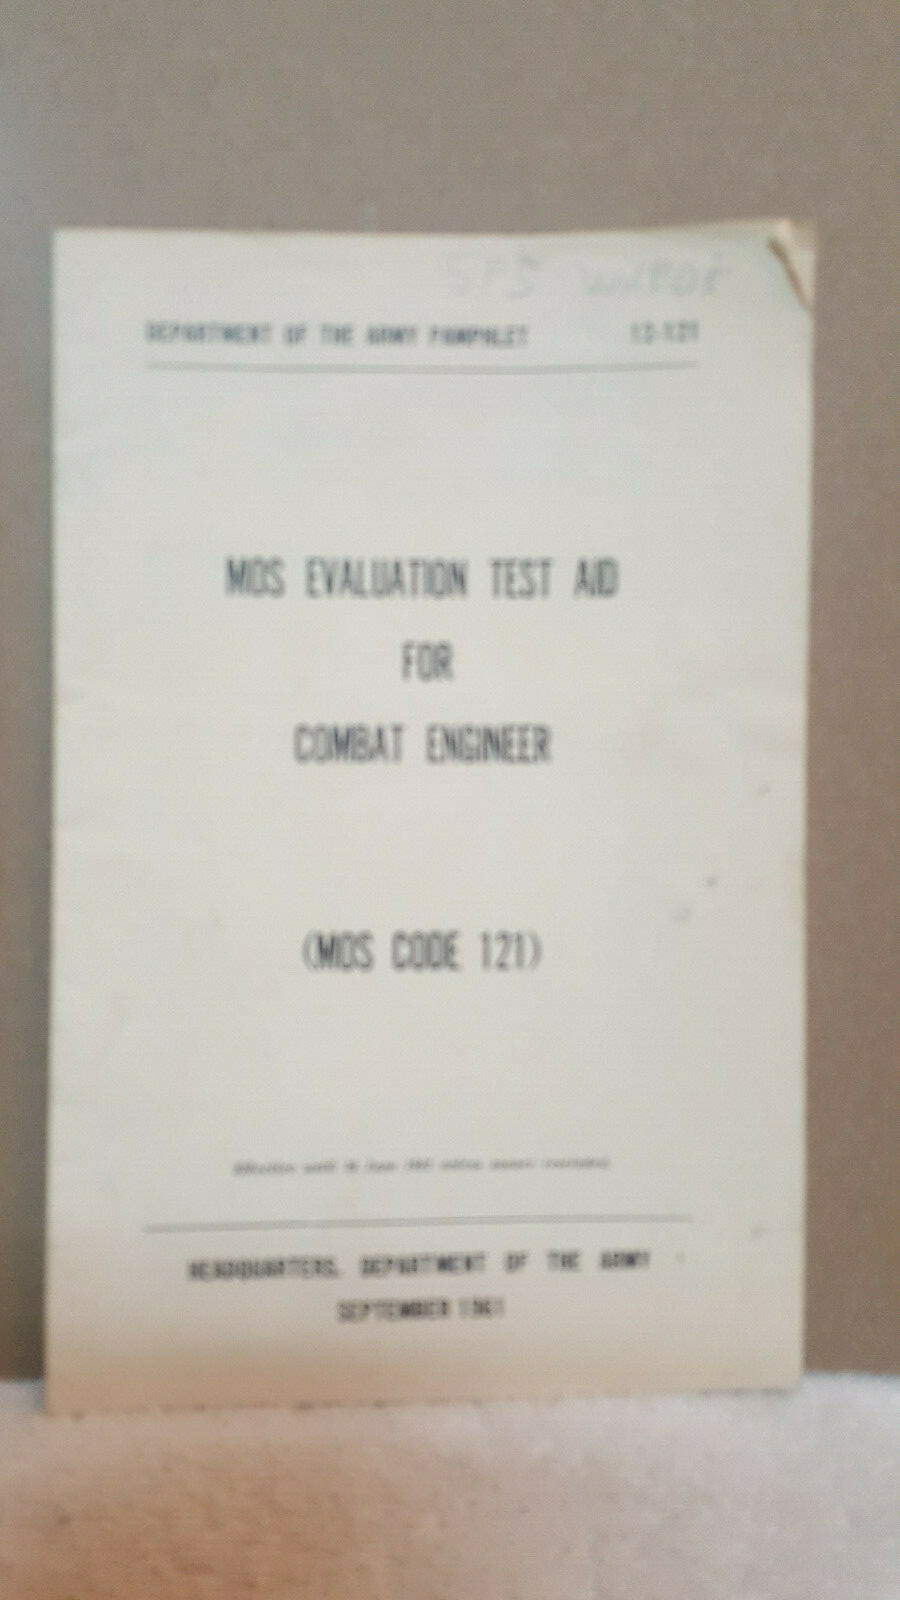 DEPARTMENT OF THE ARMY PAMPHLET 12-121
MOS EVALUATION TEST AID
FOR
COMBAT ENGINEER
(MOS CODE 121)
HEADQUARTERS, DEPARTMENT OF THE ARMY
SEPTEMBER 1961